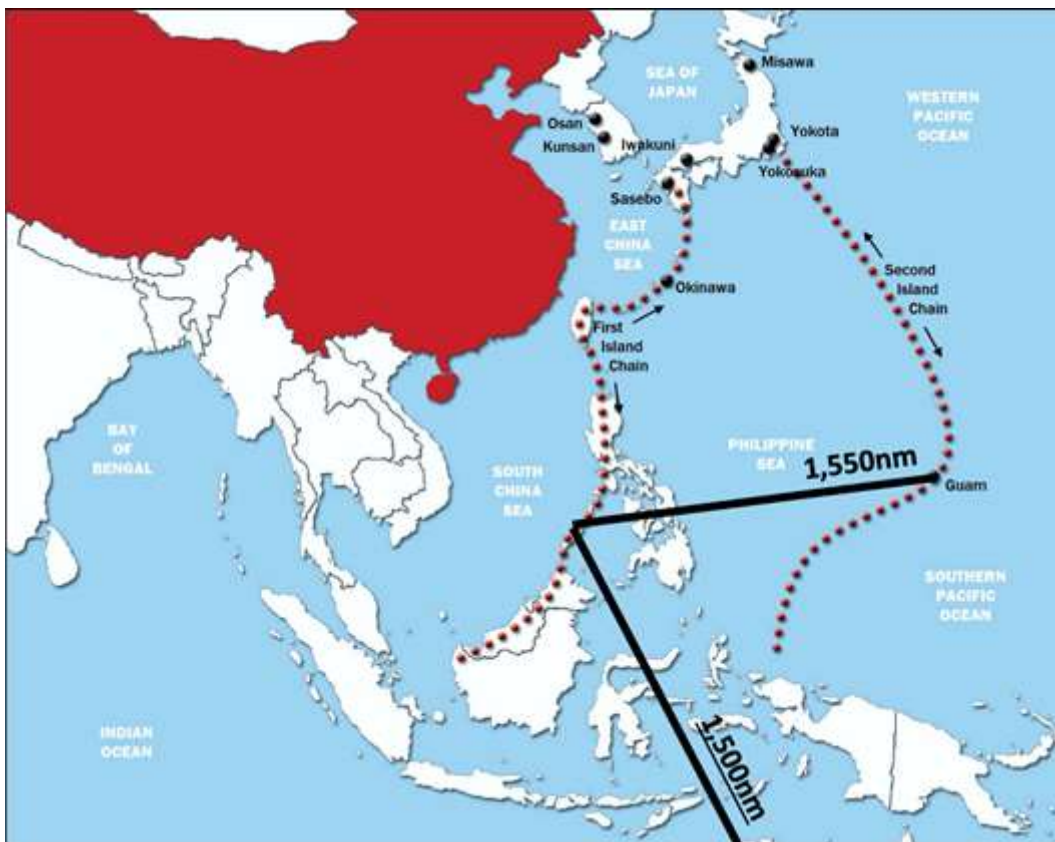 Misawa
SEA OF
JAPAN
WESTERN
PACIFIC
OCEAN
Osan
Kunsan
Iwakuni
Yokota
Yokosuka
Sasebo
EAST
CHINA
SEA
Okinawa
Second
Island
Chain
First
Island
Chain
BAY
OF
BENGAL
SOUTH
CHINA
SEA
PHILIPPINE
SEA
1,550nm
Guam
SOUTHERN
PACIFIC
OCEAN
INDIAN
OCEAN
1,500nm